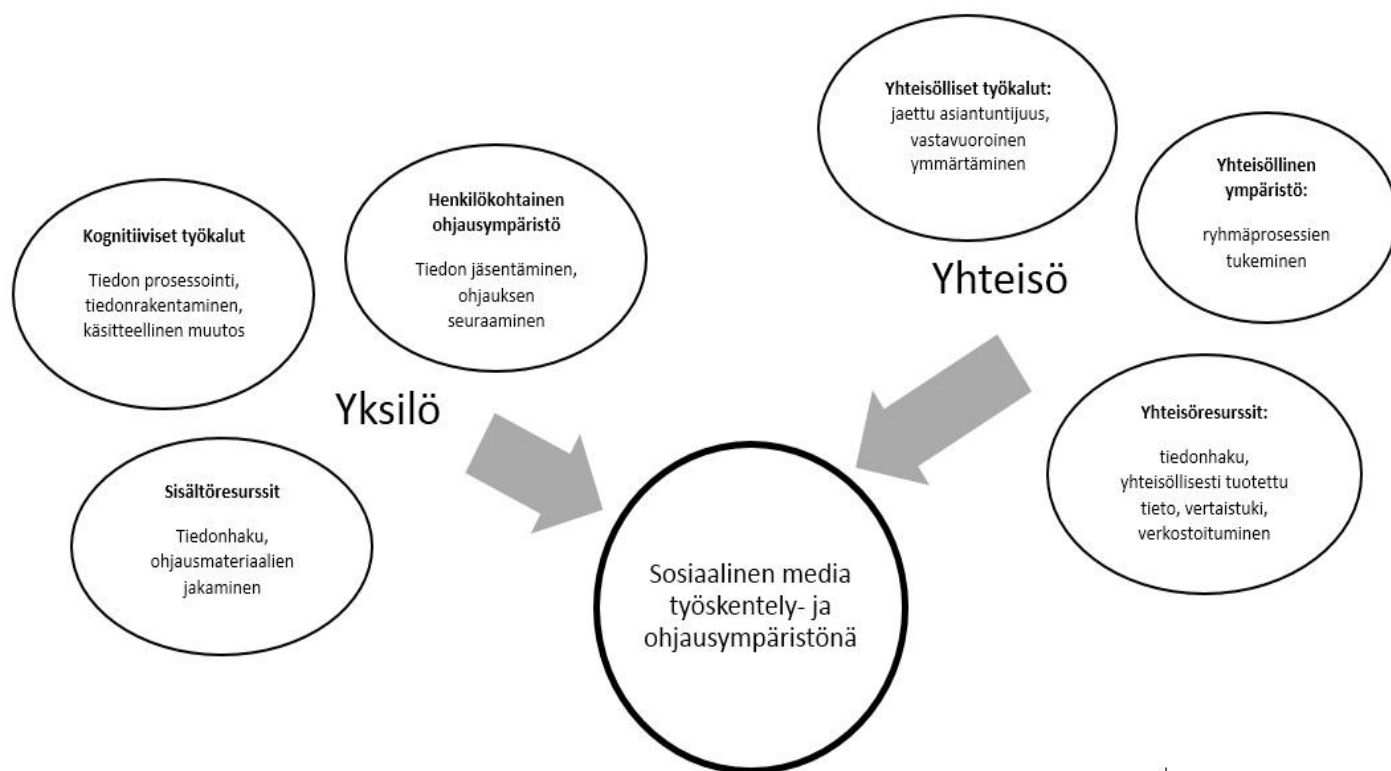 Kognitiiviset työkalut
Tiedon prosessointi,
tiedonrakentaminen,
käsitteellinen muutos
Henkilökohtainen
ohjausympäristö
Tiedon jäsentäminen,
ohjauksen
seuraaminen
Yksilö
Sisältöresurssit
Tiedonhaku,
ohjausmateriaalien
jakaminen
Yhteisölliset työkalut:
jaettu asiantuntijuus,
vastavuoroinen
ymmärtäminen
Yhteisöllinen
ympäristö:
ryhmäprosessien
tukeminen
Yhteisö
Yhteisöresurssit:
tiedonhaku,
yhteisöllisesti tuotettu
tieto, vertaistuki,
verkostoituminen
Sosiaalinen media
työskentely- ja
ohjausympäristönä